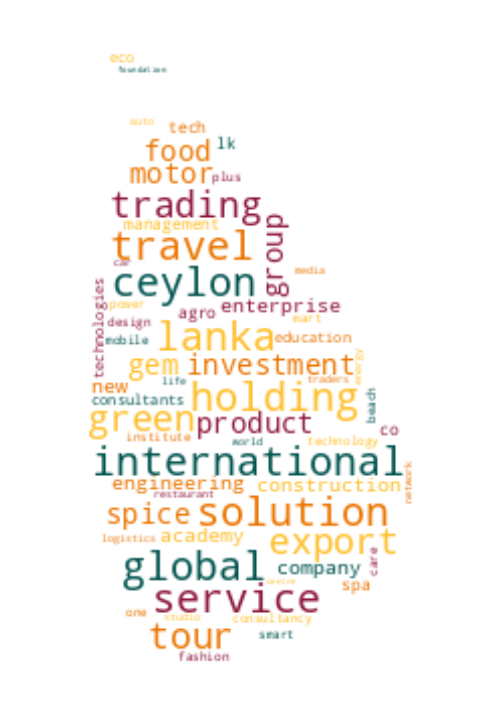 eco
foundation
auto
tech
food
lk
motor
plus
trading
management
group
travel
car
media
ceylon
technologies
power
agro
enterprise
design
mart
mobile
lanka
education
gem
investment
energy
life
traders
new
consultants
holding
beach
green
product
co
institute
world
technology
international
network
engineering
construction
restaurant
spice
solution
logistics
academy
export
care
global
company
centre
spa
service
one
studio
consultancy
tour
smart
fashion